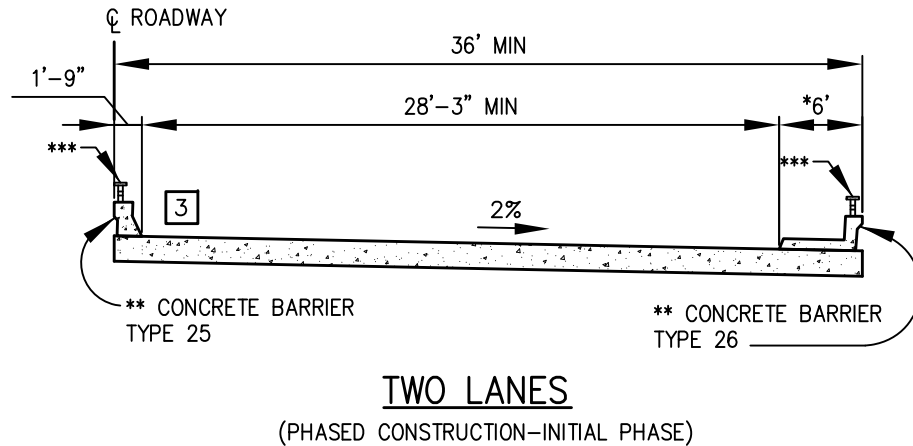 ℄ ROADWAY
36' MIN
1'-9"
28'-3" MIN
*6'
***
***
3
2%
** CONCRETE BARRIER
TYPE 25
** CONCRETE BARRIER
TYPE 26
TWO LANES
(PHASED CONSTRUCTION-INITIAL PHASE)